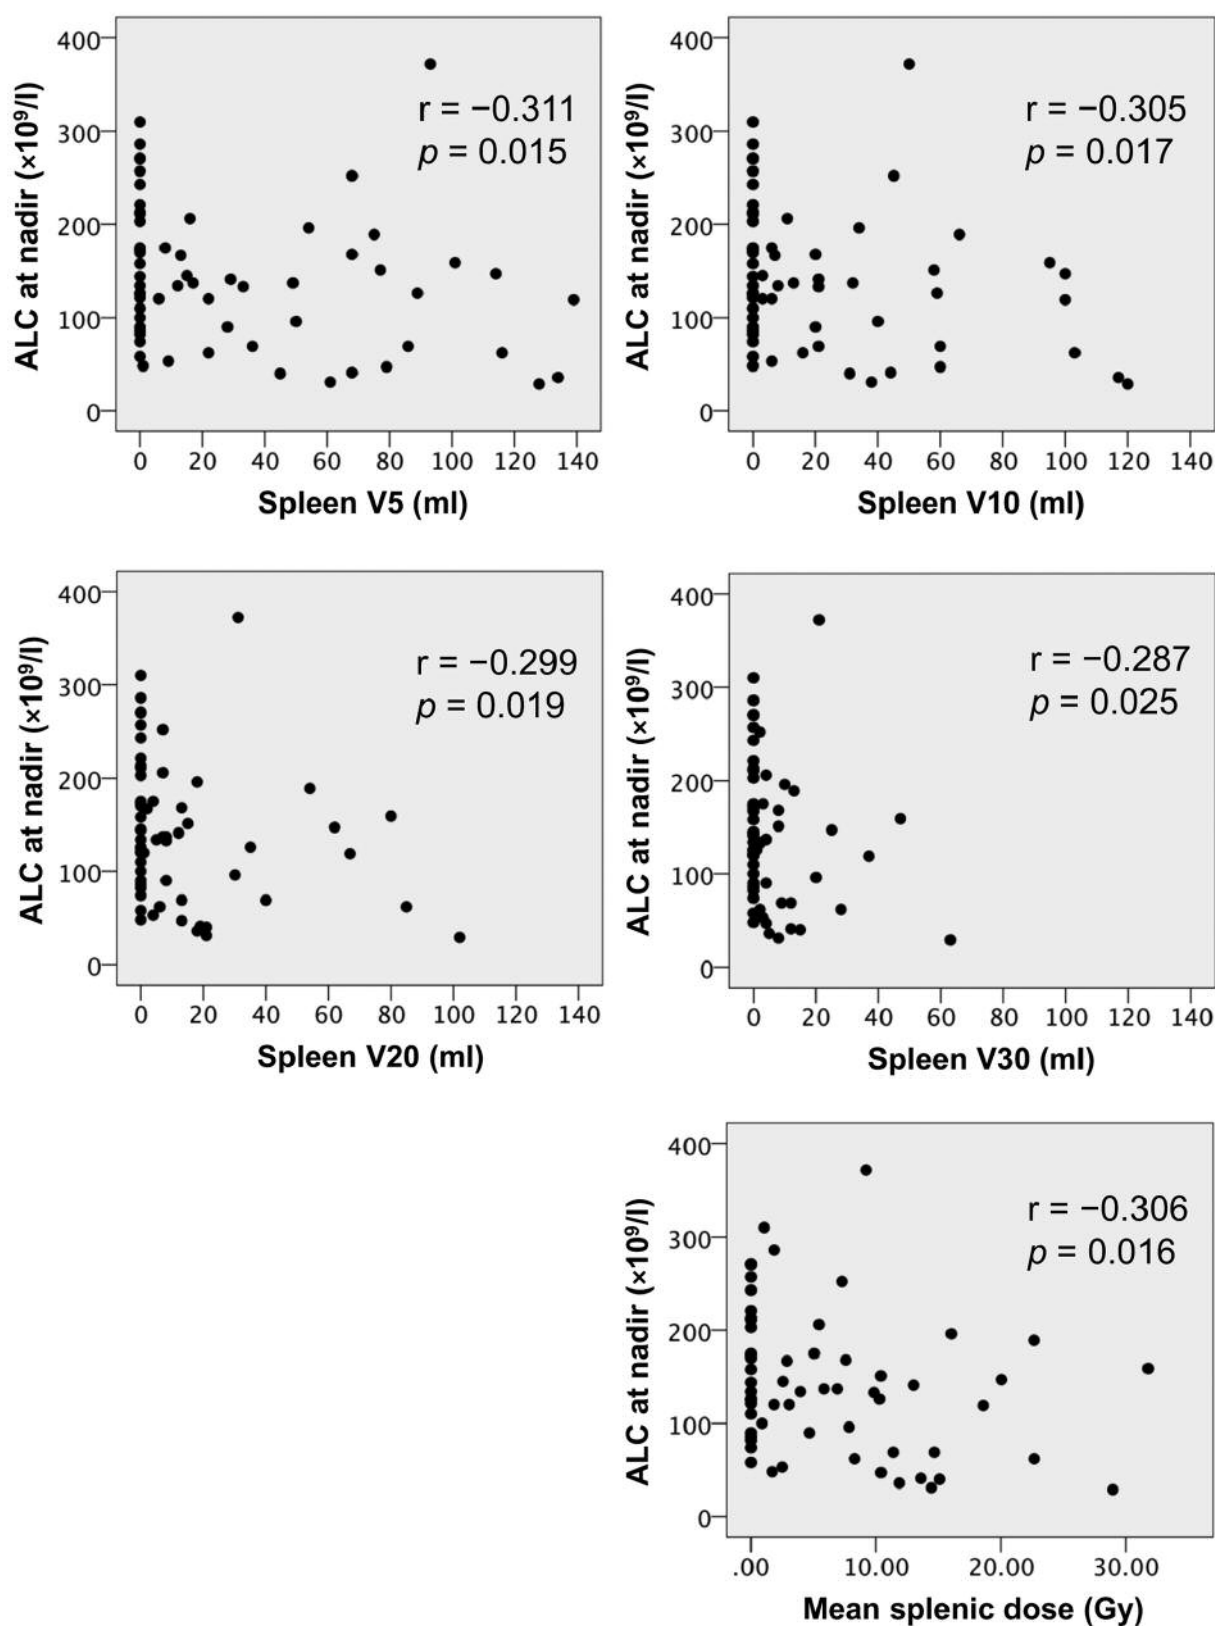 400
300
200
100
0
ALC at nadir (×10⁹/l)
r = −0.311
p = 0.015
0 20 40 60 80 100 120 140
Spleen V5 (ml)
400
300
200
100
0
ALC at nadir (×10⁹/l)
r = −0.305
p = 0.017
0 20 40 60 80 100 120 140
Spleen V10 (ml)
400
300
200
100
0
ALC at nadir (×10⁹/l)
r = −0.299
p = 0.019
0 20 40 60 80 100 120 140
Spleen V20 (ml)
400
300
200
100
0
ALC at nadir (×10⁹/l)
r = −0.287
p = 0.025
0 20 40 60 80 100 120 140
Spleen V30 (ml)
400
300
200
100
0
ALC at nadir (×10⁹/l)
r = −0.306
p = 0.016
.00 10.00 20.00 30.00
Mean splenic dose (Gy)